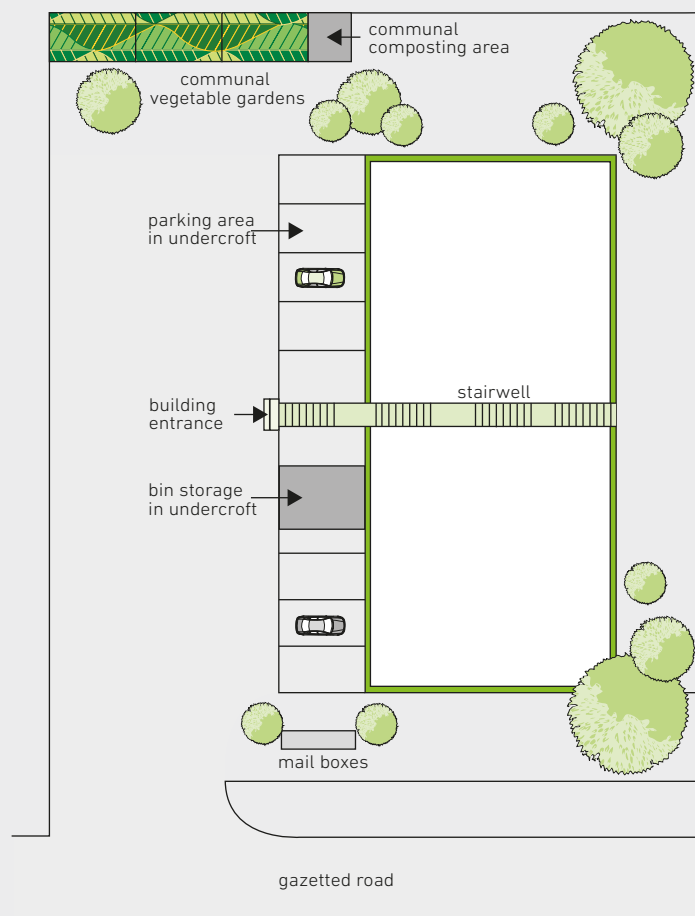 communal
composting area
communal
vegetable gardens
parking area
in undercroft
stairwell
building
entrance
bin storage
in undercroft
mail boxes
gazetted road